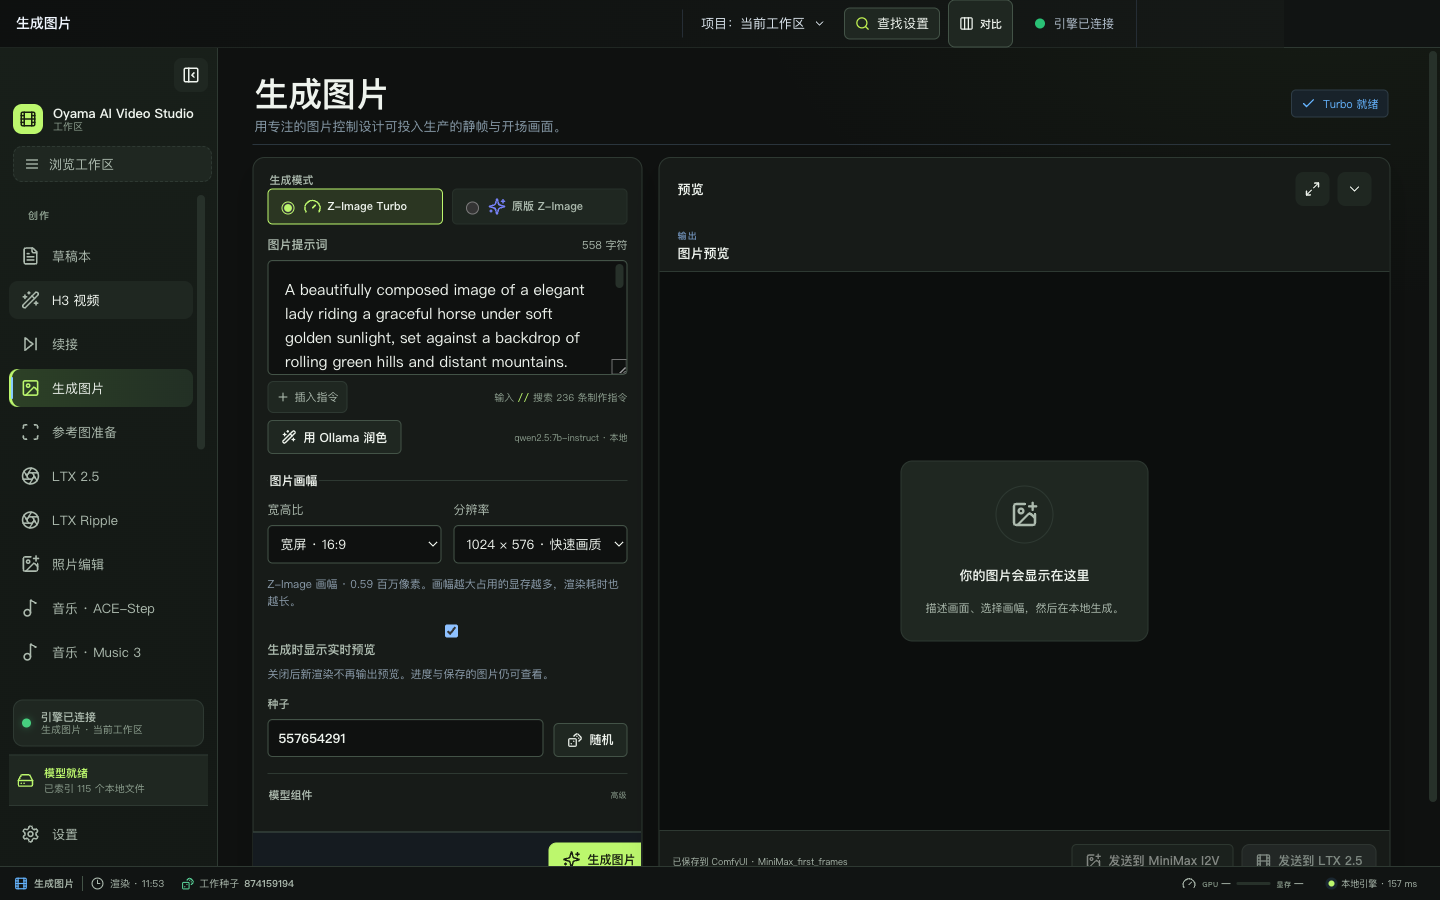 生成图片
项目：当前工作区
查找设置
对比
引擎已连接
Oyama AI Video Studio
工作区
浏览工作区
创作
草稿本
H3 视频
续接
生成图片
参考图准备
LTX 2.5
LTX Ripple
照片编辑
音乐 · ACE-Step
音乐 · Music 3
引擎已连接
生成图片 · 当前工作区
模型就绪
已索引 115 个本地文件
设置
生成图片
用专注的图片控制设计可投入生产的静帧与开场画面。
Turbo 就绪
生成模式
Z-Image Turbo
原版 Z-Image
图片提示词
558 字符
A beautifully composed image of a elegant
lady riding a graceful horse under soft
golden sunlight, set against a backdrop of
rolling green hills and distant mountains.
插入指令
输入 // 搜索 236 条制作指令
用 Ollama 润色
qwen2.5:7b-instruct · 本地
图片画幅
宽高比
分辨率
宽屏 · 16:9
1024 × 576 · 快速画质
Z-Image 画幅 · 0.59 百万像素。画幅越大占用的显存越多，渲染耗时也
越长。
生成时显示实时预览
关闭后新渲染不再输出预览。进度与保存的图片仍可查看。
种子
557654291
随机
模型组件
高级
生成图片
预览
输出
图片预览
你的图片会显示在这里
描述画面、选择画幅，然后在本地生成。
已保存到 ComfyUI · MiniMax_first_frames
发送到 MiniMax I2V
发送到 LTX 2.5
生成图片
渲染 · 11:53
工作种子 874159194
GPU —
显存 —
本地引擎 · 157 ms